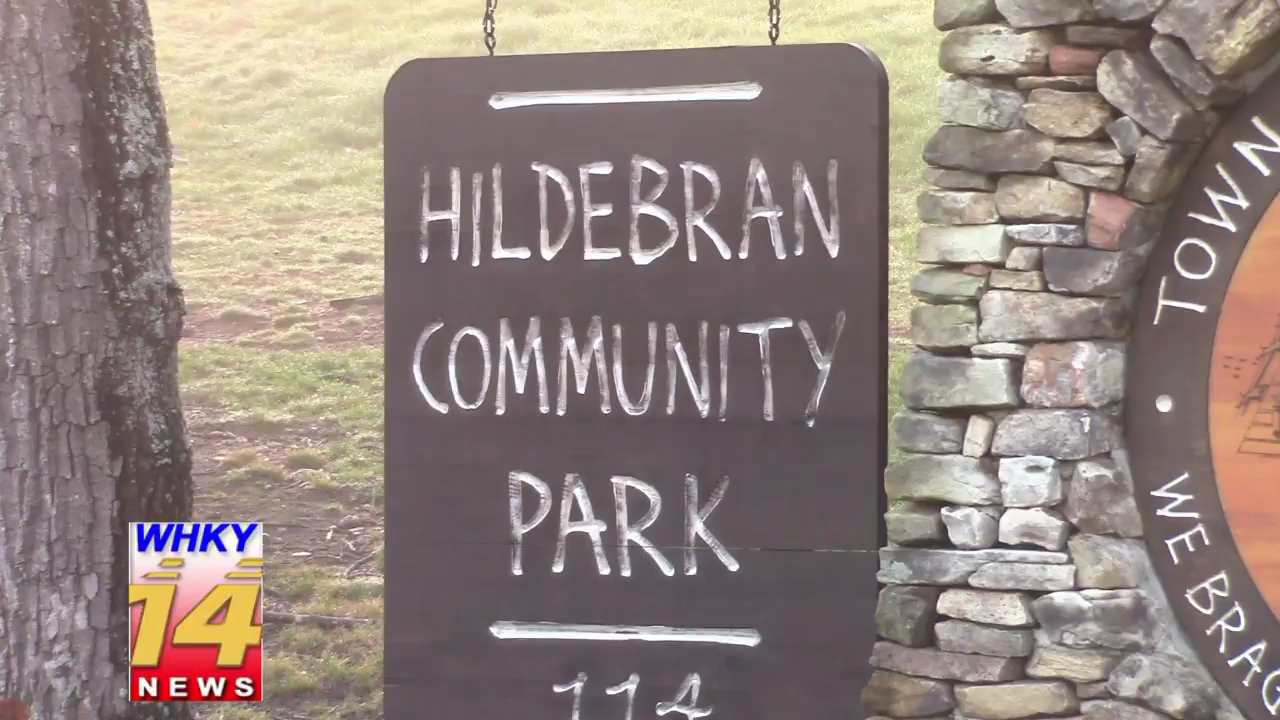 HILDEBRAN
COMMUNITY
PARK
114
TOWN
WE BRAG
WHKY
14
NEWS